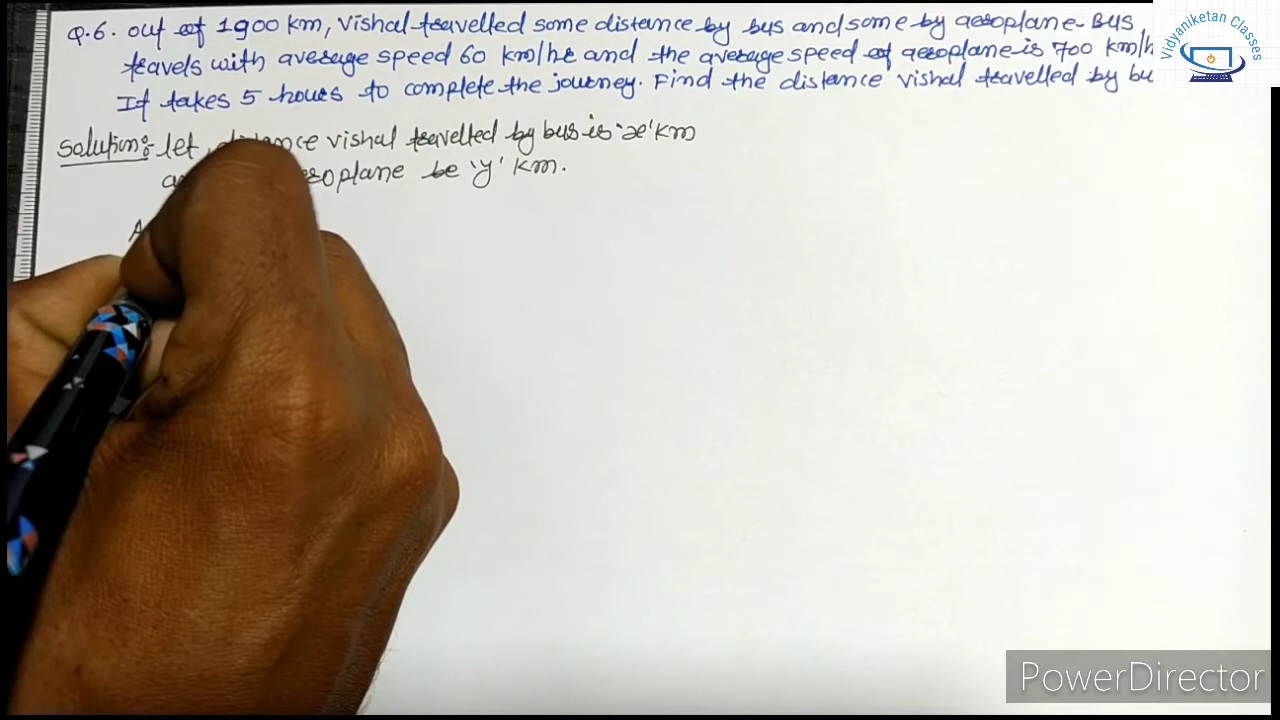 Q.6. out of 1900 km, vishal travelled some distance by bus and some by aeroplane. Bus
travels with average speed 60 km/hr and the average speed of aeroplane is 700 km/h
It takes 5 hours to complete the journey. Find the distance vishal travelled by bu
Solution: let distance vishal travelled by bus is 'x' km
aeroplane be 'y' km.
Vidyaniketan Classes
PowerDirector